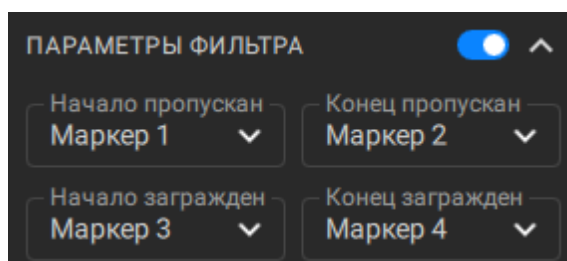 ПАРАМЕТРЫ ФИЛЬТРА
Начало пропускан Конец пропускан
Маркер 1 Маркер 2
Начало загражден Конец загражден
Маркер 3 Маркер 4